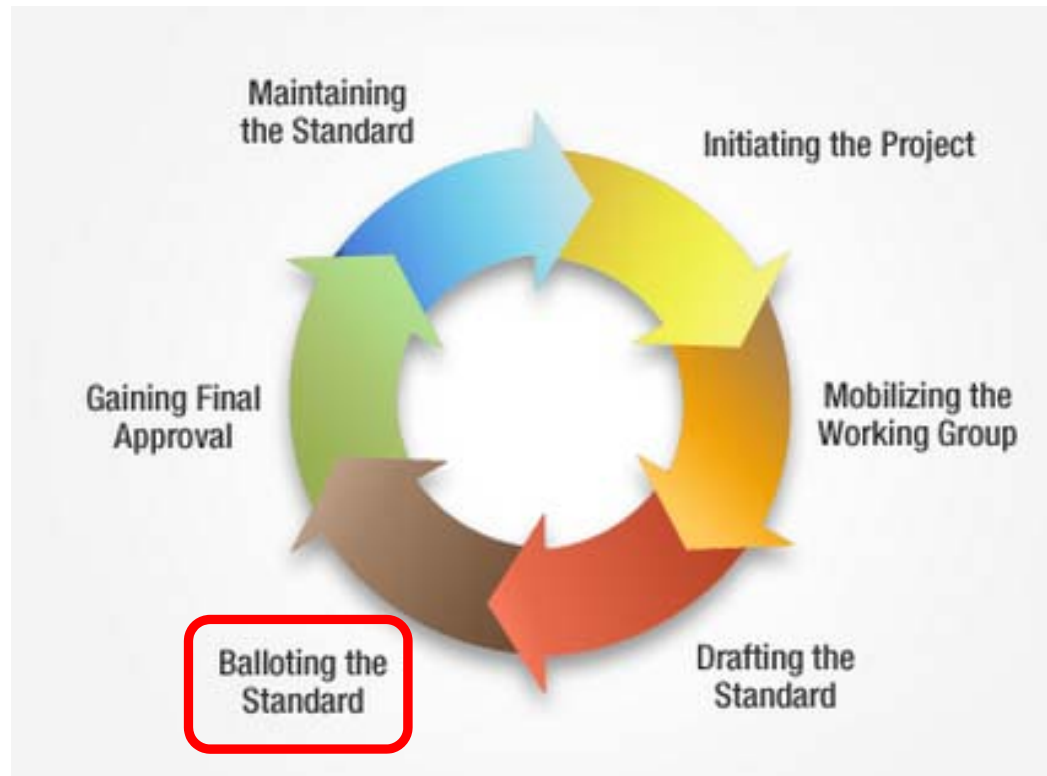 Maintaining
the Standard
Initiating the Project
Mobilizing the
Working Group
Drafting the
Standard
Balloting the
Standard
Gaining Final
Approval